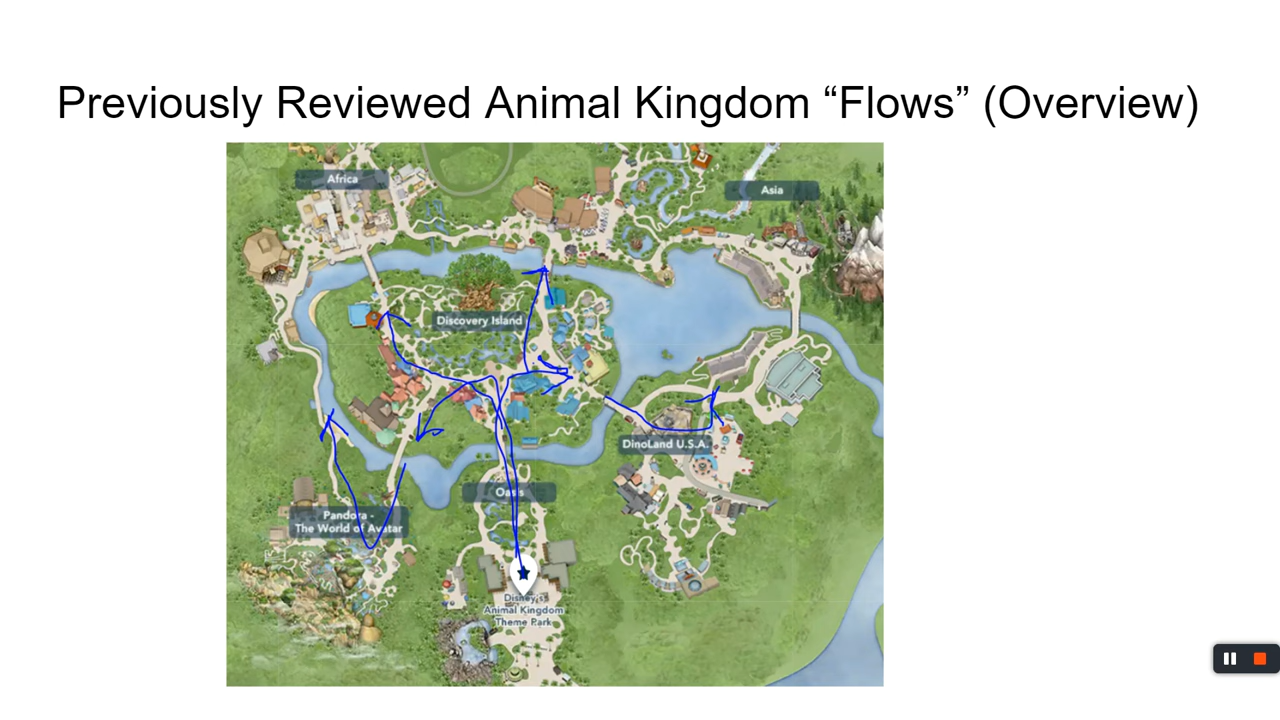 Previously Reviewed Animal Kingdom “Flows” (Overview)
Africa
Asia
Discovery Island
DinoLand U.S.A.
Oasis
Pandora -
The World of Avatar
Disney's
Animal Kingdom
Theme Park